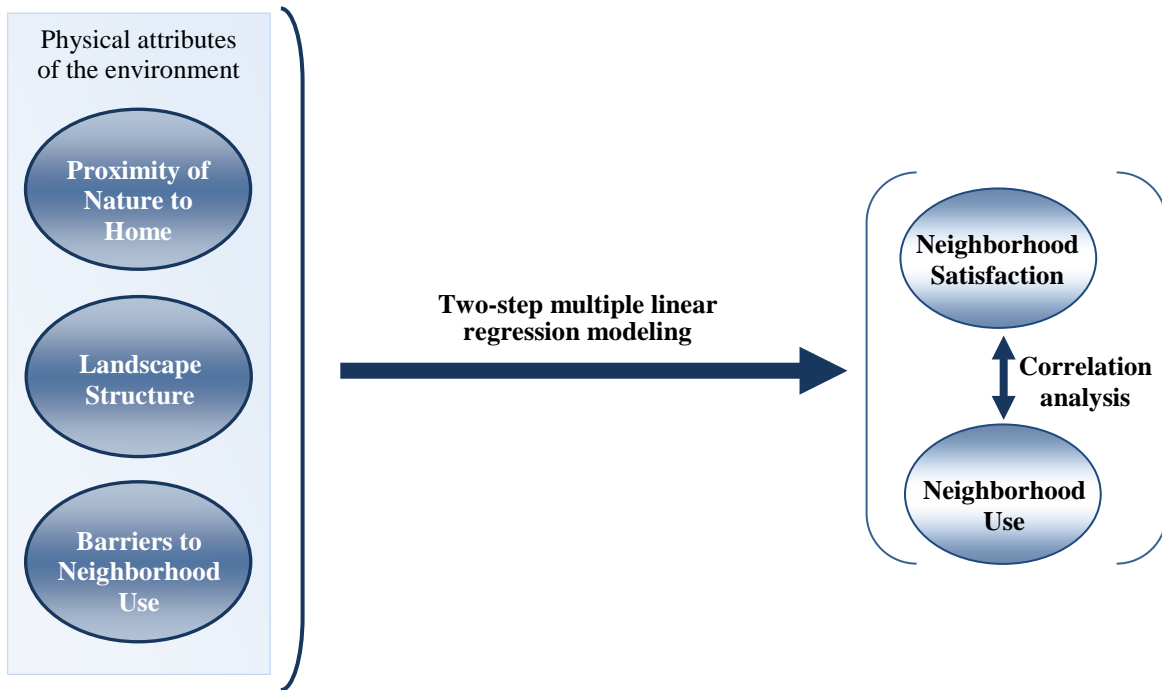 Physical attributes
of the environment
Proximity of
Nature to
Home
Landscape
Structure
Barriers to
Neighborhood
Use
Two-step multiple linear
regression modeling
Neighborhood
Satisfaction
Correlation
analysis
Neighborhood
Use